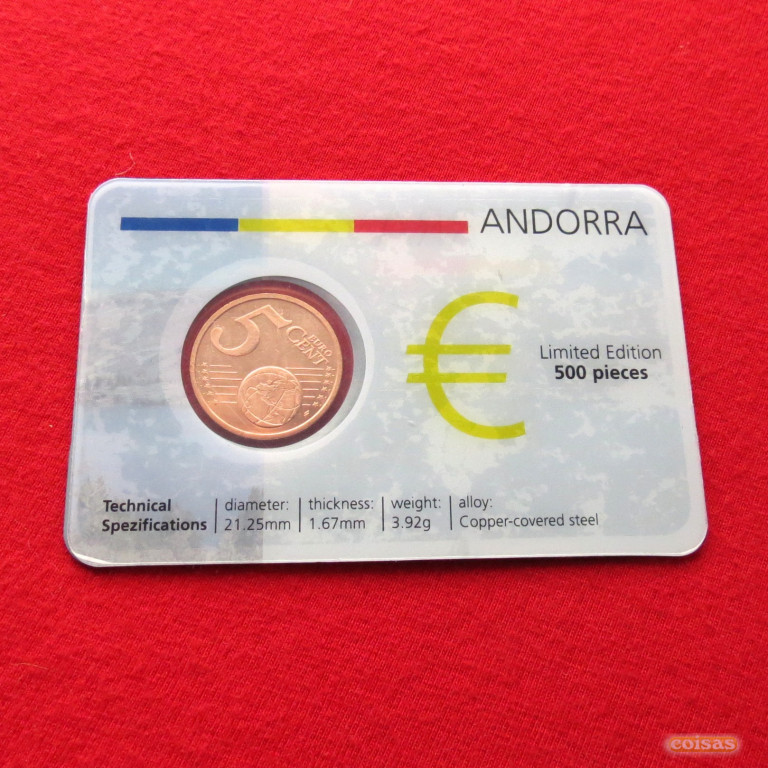 ANDORRA
5
EURO
CENT
€
Limited Edition
500 pieces
Technical
Spezifications
diameter:
21.25mm
thickness:
1.67mm
weight:
3.92g
alloy:
Copper-covered steel
coisas